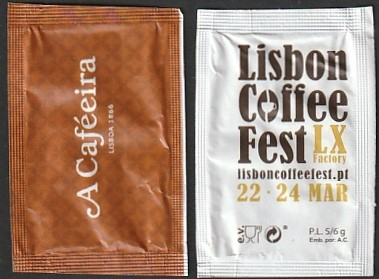 A Caféeira
LISBOA 1866
Lisbon
Coffee
Fest LX
Factory
lisboncoffeefest.pt
22 · 24 MAR
P.L. 5/6 g
Emb. por: A.C.